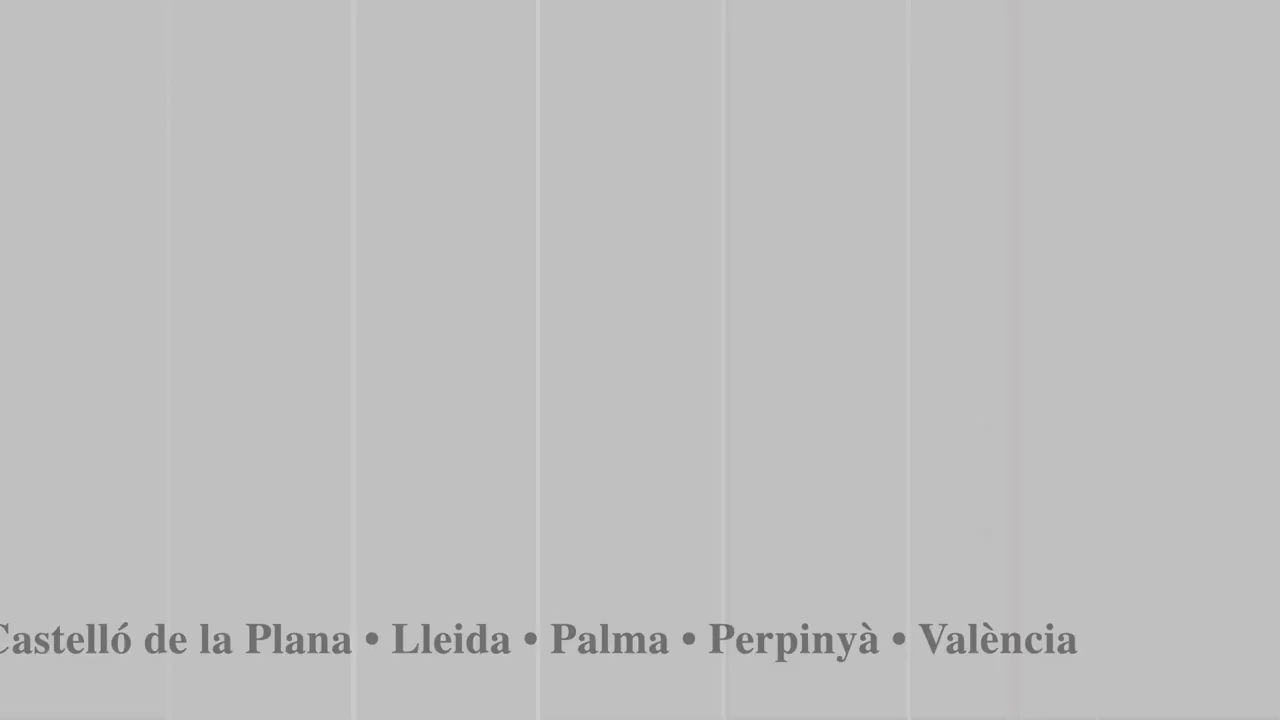 Castelló de la Plana • Lleida • Palma • Perpinyà • València